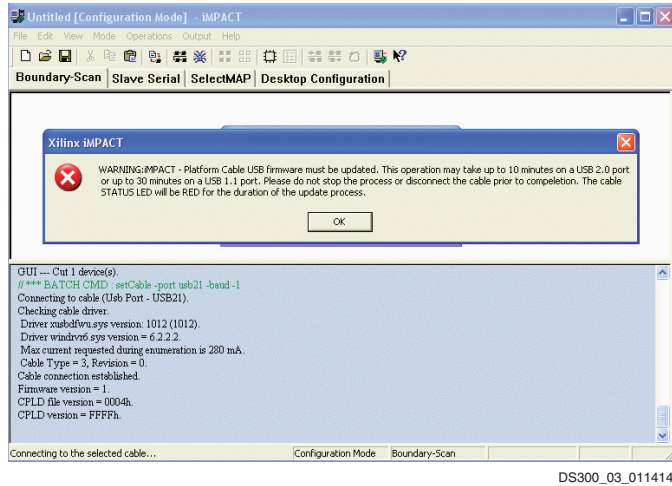 Untitled [Configuration Mode] - iMPACT
File Edit View Mode Operations Output Help
Boundary-Scan Slave Serial SelectMAP Desktop Configuration
Xilinx iMPACT
WARNING:iMPACT - Platform Cable USB firmware must be updated. This operation may take up to 10 minutes on a USB 2.0 port
or up to 30 minutes on a USB 1.1 port. Please do not stop the process or disconnect the cable prior to compeletion. The cable
STATUS LED will be RED for the duration of the update process.
OK
GUI --- Cut 1 device(s).
// *** BATCH CMD : setCable -port usb21 -baud -1
Connecting to cable (Usb Port - USB21).
Checking cable driver.
Driver xusbdfwu.sys version: 1012 (1012).
Driver windrvr6.sys version = 6.2.2.2.
Max current requested during enumeration is 280 mA.
Cable Type = 3, Revision = 0.
Cable connection established.
Firmware version = 1.
CPLD file version = 0004h.
CPLD version = FFFFh.
Connecting to the selected cable... Configuration Mode Boundary-Scan
DS300_03_011414